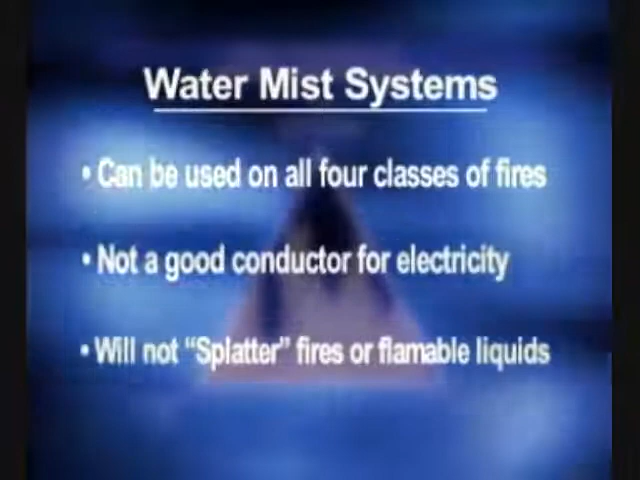 Water Mist Systems
• Can be used on all four classes of fires
• Not a good conductor for electricity
• Will not “Splatter” fires or flamable liquids